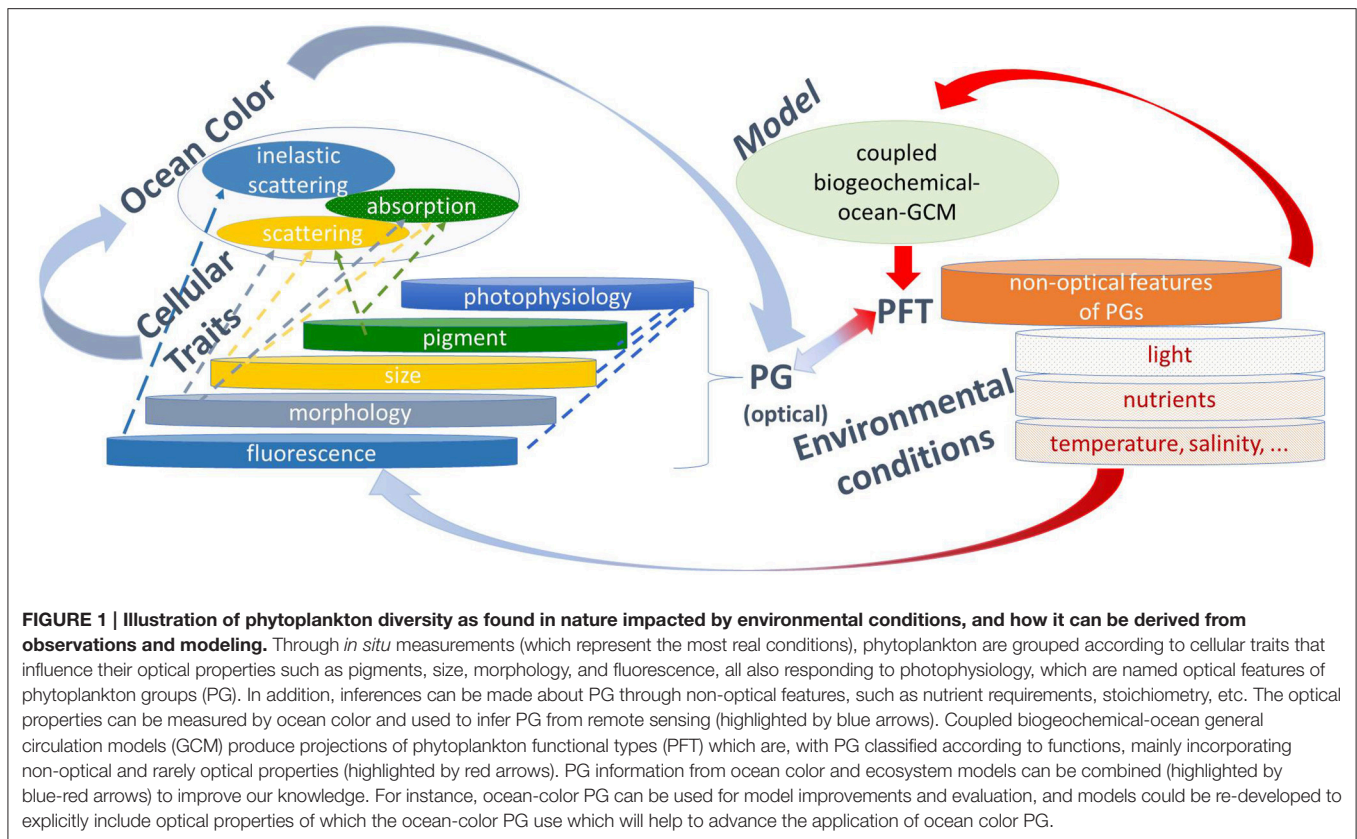 Ocean Color
inelastic
scattering
absorption
scattering
Cellular
Traits
photophysiology
pigment
size
morphology
fluorescence
PG
(optical)
Model
coupled
biogeochemical-
ocean-GCM
PFT
Environmental
conditions
non-optical features
of PGs
light
nutrients
temperature, salinity, ...
FIGURE 1 | Illustration of phytoplankton diversity as found in nature impacted by environmental conditions, and how it can be derived from
observations and modeling. Through in situ measurements (which represent the most real conditions), phytoplankton are grouped according to cellular traits that
influence their optical properties such as pigments, size, morphology, and fluorescence, all also responding to photophysiology, which are named optical features of
phytoplankton groups (PG). In addition, inferences can be made about PG through non-optical features, such as nutrient requirements, stoichiometry, etc. The optical
properties can be measured by ocean color and used to infer PG from remote sensing (highlighted by blue arrows). Coupled biogeochemical-ocean general
circulation models (GCM) produce projections of phytoplankton functional types (PFT) which are, with PG classified according to functions, mainly incorporating
non-optical and rarely optical properties (highlighted by red arrows). PG information from ocean color and ecosystem models can be combined (highlighted by
blue-red arrows) to improve our knowledge. For instance, ocean-color PG can be used for model improvements and evaluation, and models could be re-developed to
explicitly include optical properties of which the ocean-color PG use which will help to advance the application of ocean color PG.